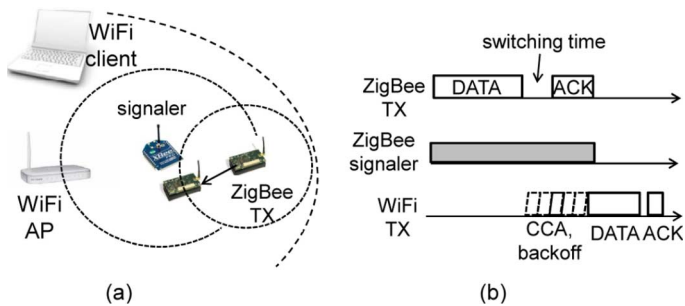 WiFi
client
signaler
WiFi
AP
ZigBee
TX
(a)
switching time
ZigBee
TX
DATA
ACK
ZigBee
signaler
WiFi
TX
CCA,
backoff
DATA
ACK
(b)